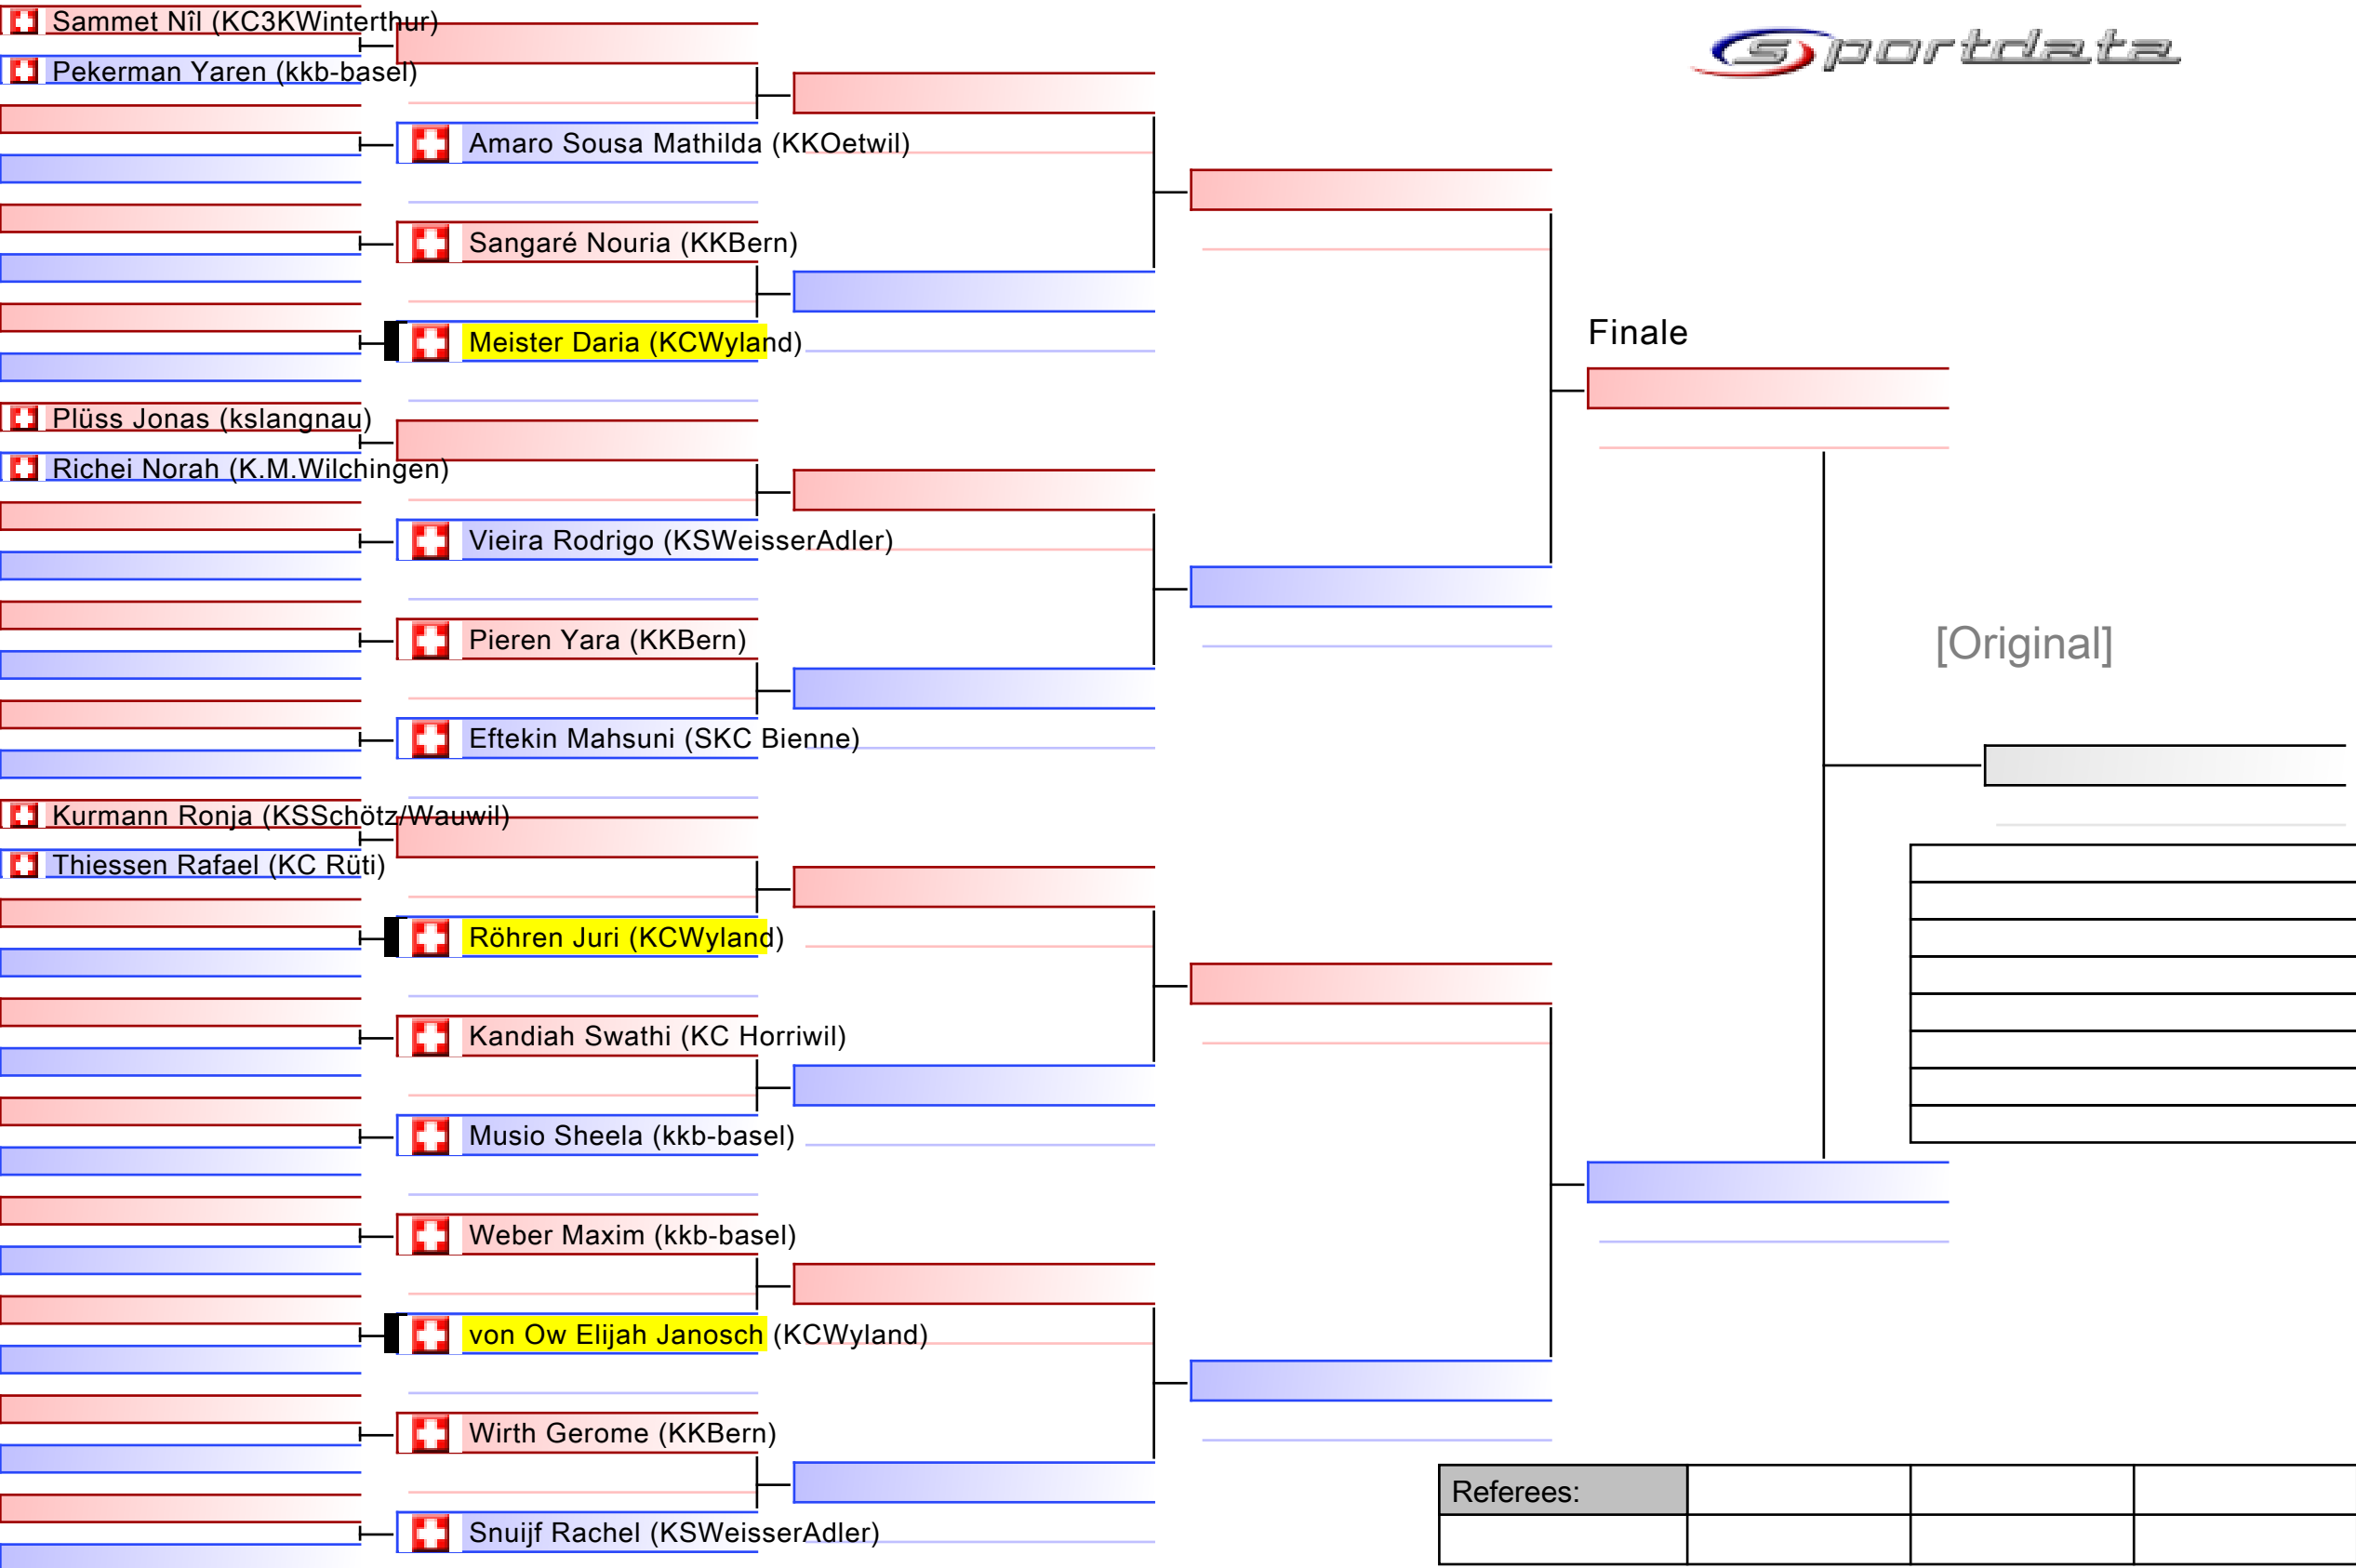 Sammet Nîl (KC3KWinterthur)
Pekerman Yaren (kkb-basel)
sportdata
Amaro Sousa Mathilda (KKOetwil)
Sangaré Nouria (KKBern)
Meister Daria (KCWyland)
Finale
Plüss Jonas (kslangnau)
Richei Norah (K.M.Wilchingen)
Vieira Rodrigo (KSWeisserAdler)
Pieren Yara (KKBern)
[Original]
Eftekin Mahsuni (SKC Bienne)
Kurmann Ronja (KSSchötz/Wauwil)
Thiessen Rafael (KC Rüti)
Röhren Juri (KCWyland)
Kandiah Swathi (KC Horriwil)
Musio Sheela (kkb-basel)
Weber Maxim (kkb-basel)
von Ow Elijah Janosch (KCWyland)
Wirth Gerome (KKBern)
Referees:
Snuijf Rachel (KSWeisserAdler)